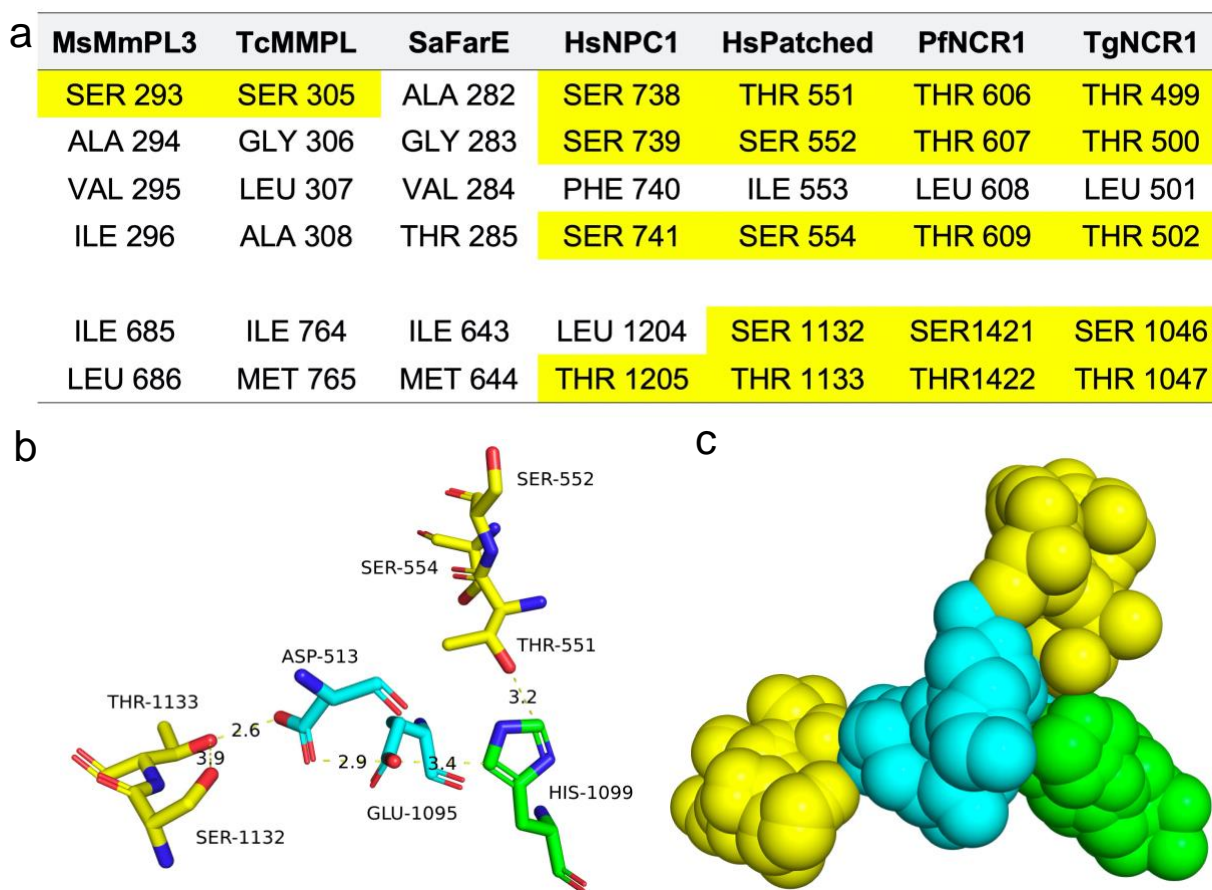 a
MsMmPL3 TcMMPL SaFarE HsNPC1 HsPatched PfNCR1 TgNCR1
SER 293 SER 305 ALA 282 SER 738 THR 551 THR 606 THR 499
ALA 294 GLY 306 GLY 283 SER 739 SER 552 THR 607 THR 500
VAL 295 LEU 307 VAL 284 PHE 740 ILE 553 LEU 608 LEU 501
ILE 296 ALA 308 THR 285 SER 741 SER 554 THR 609 THR 502
ILE 685 ILE 764 ILE 643 LEU 1204 SER 1132 SER1421 SER 1046
LEU 686 MET 765 MET 644 THR 1205 THR 1133 THR1422 THR 1047
b
SER-552
SER-554
THR-551
ASP-513
3.2
THR-1133
2.6
3.9
2.9
3.4
HIS-1099
GLU-1095
SER-1132
c